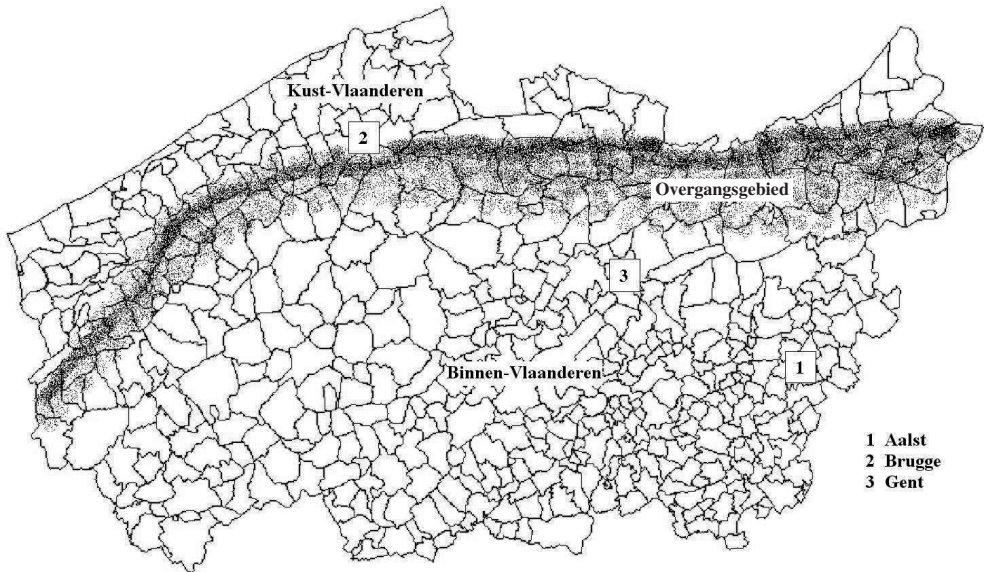 Kust-Vlaanderen
2
Overgangsgebied
3
Binnen-Vlaanderen
1
1 Aalst
2 Brugge
3 Gent